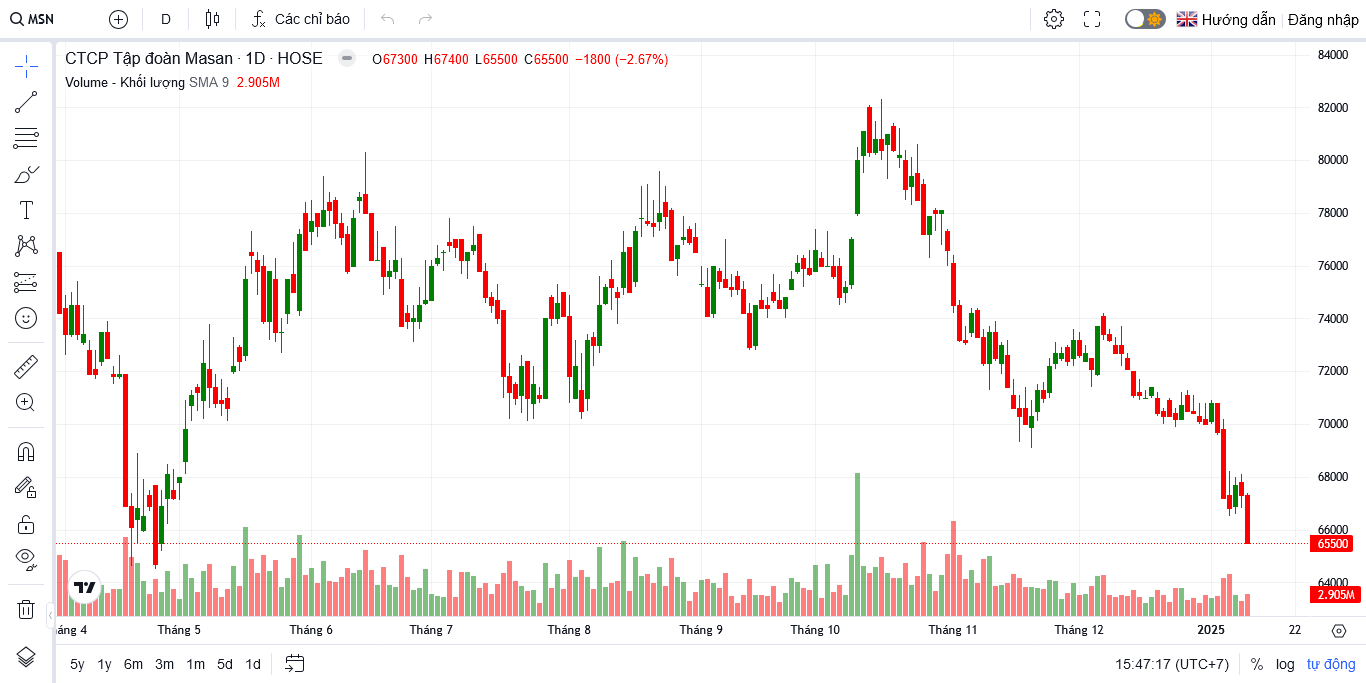 MSN D Các chỉ báo Hướng dẫn Đăng nhập
CTCP Tập đoàn Masan · 1D · HOSE O67300 H67400 L65500 C65500 −1800 (−2.67%)
Volume - Khối lượng SMA 9 2.905M
84000
82000
80000
78000
76000
74000
72000
70000
68000
66000
65500
64000
2.905M
áng 4 Tháng 5 Tháng 6 Tháng 7 Tháng 8 Tháng 9 Tháng 10 Tháng 11 Tháng 12 2025 22
5y 1y 6m 3m 1m 5d 1d 15:47:17 (UTC+7) % log tự động